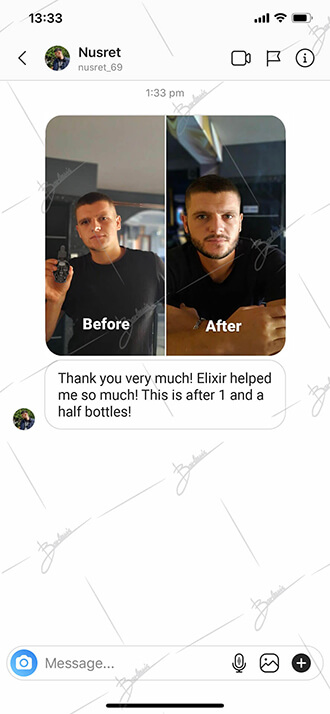 13:33
Nusret
nusret_69
1:33 pm
Before
After
Thank you very much! Elixir helped
me so much! This is after 1 and a
half bottles!
Message...